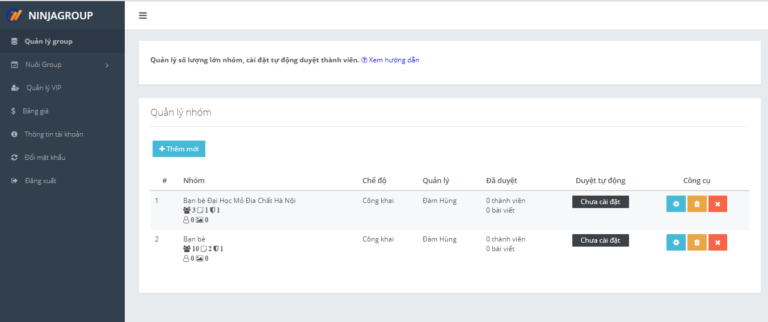 NINJAGROUP
Quản lý group
Nuôi Group
Quản lý VIP
Bảng giá
Thông tin tài khoản
Đổi mật khẩu
Đăng xuất
Quản lý số lượng lớn nhóm, cài đặt tự động duyệt thành viên. Xem hướng dẫn
Quản lý nhóm
Thêm mới
# Nhóm Chế độ Quản lý Đã duyệt Duyệt tự động Công cụ
1 Bạn bè Đại Học Mỏ Địa Chất Hà Nội Công khai Đàm Hùng 0 thành viên Chưa cài đặt
3 1 1 0 bài viết
0 0
2 Bạn bè Công khai Đàm Hùng 0 thành viên Chưa cài đặt
10 2 1 0 bài viết
0 0